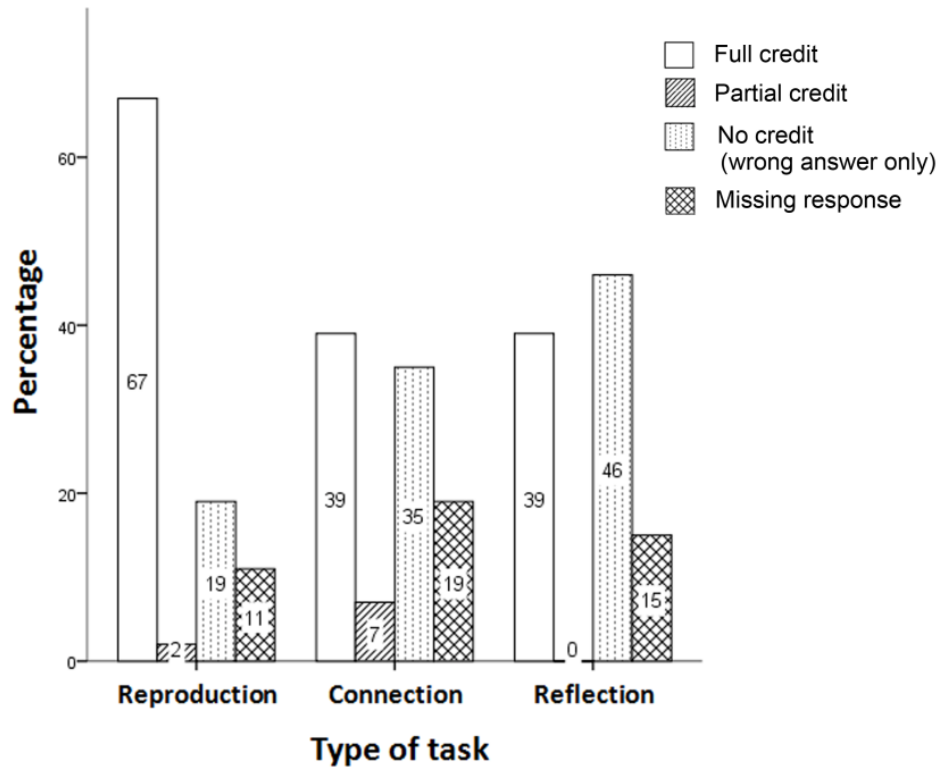 Full credit
Partial credit
No credit
(wrong answer only)
Missing response
Percentage
60
40
20
0
67
2
19
11
39
7
35
19
39
0
46
15
Reproduction
Connection
Reflection
Type of task